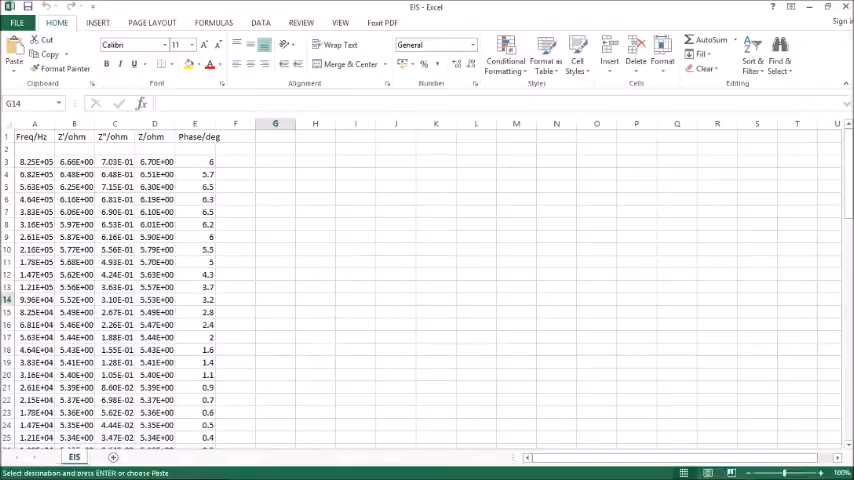 EIS - Excel
FILE HOME INSERT PAGE LAYOUT FORMULAS DATA REVIEW VIEW Foxit PDF Sign in
Paste Cut Copy Format Painter
Calibri 11
Wrap Text
Merge & Center
General
Conditional Formatting Format as Table Cell Styles
Insert Delete Format
AutoSum Fill Clear
Sort & Filter Find & Select
Clipboard Font Alignment Number Styles Cells Editing
G14 fx
A B C D E F G H I J K L M N O P Q R S T U
1 Freq/Hz Z'/ohm Z"/ohm Z/ohm Phase/deg
2
3 8.25E+05 6.66E+00 7.03E-01 6.70E+00 6
4 6.82E+05 6.48E+00 6.48E-01 6.51E+00 5.7
5 5.63E+05 6.25E+00 7.15E-01 6.30E+00 6.5
6 4.64E+05 6.16E+00 6.81E-01 6.19E+00 6.3
7 3.83E+05 6.06E+00 6.90E-01 6.10E+00 6.5
8 3.16E+05 5.97E+00 6.53E-01 6.01E+00 6.2
9 2.61E+05 5.87E+00 6.16E-01 5.90E+00 6
10 2.16E+05 5.77E+00 5.56E-01 5.79E+00 5.5
11 1.78E+05 5.68E+00 4.93E-01 5.70E+00 5
12 1.47E+05 5.62E+00 4.24E-01 5.63E+00 4.3
13 1.21E+05 5.56E+00 3.63E-01 5.57E+00 3.7
14 9.96E+04 5.52E+00 3.10E-01 5.53E+00 3.2
15 8.25E+04 5.49E+00 2.67E-01 5.50E+00 2.8
16 6.81E+04 5.46E+00 2.26E-01 5.47E+00 2.4
17 5.63E+04 5.44E+00 1.88E-01 5.44E+00 2
18 4.64E+04 5.43E+00 1.55E-01 5.43E+00 1.6
19 3.83E+04 5.41E+00 1.28E-01 5.41E+00 1.4
20 3.16E+04 5.40E+00 1.05E-01 5.40E+00 1.1
21 2.61E+04 5.39E+00 8.60E-02 5.39E+00 0.9
22 2.15E+04 5.37E+00 6.98E-02 5.37E+00 0.7
23 1.78E+04 5.36E+00 5.62E-02 5.36E+00 0.6
24 1.47E+04 5.35E+00 4.44E-02 5.35E+00 0.5
25 1.21E+04 5.34E+00 3.47E-02 5.34E+00 0.4
EIS
Select destination and press ENTER or choose Paste 100%